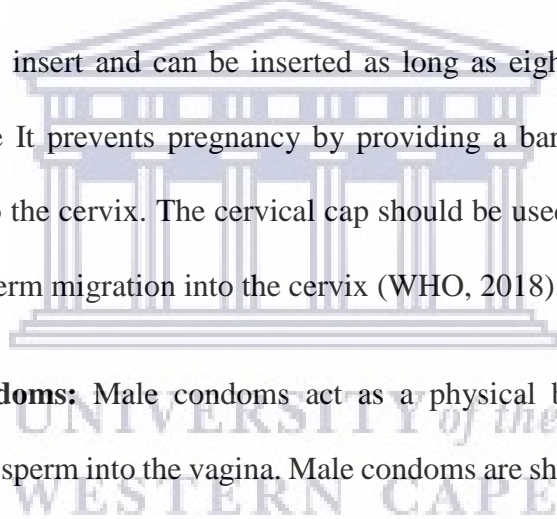 insert and can be inserted as long as eigh
It prevents pregnancy by providing a bar
the cervix. The cervical cap should be used
erm migration into the cervix (WHO, 2018)
doms: Male condoms act as a physical b
UNIVERSITY of the
sperm into the vagina. Male condoms are sh
WESTERN CAPE